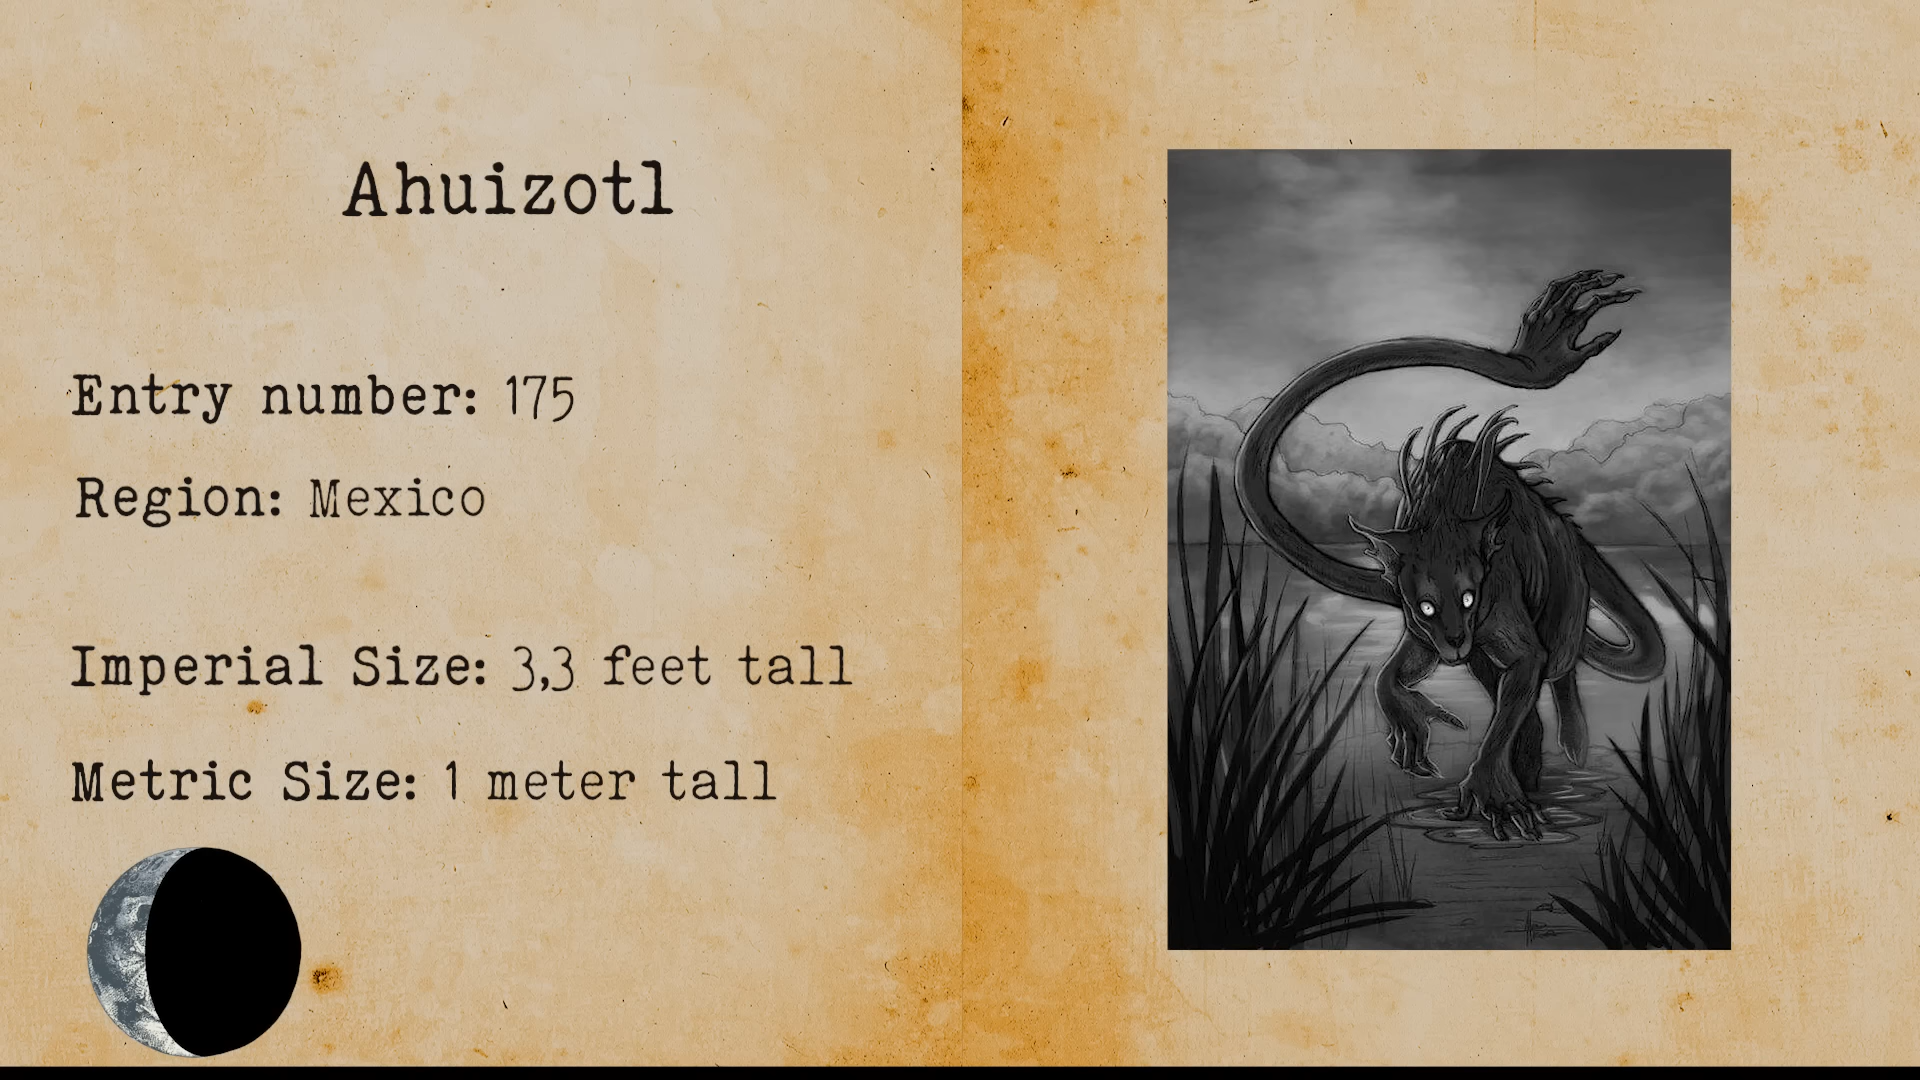 Ahuizotl
Entry number: 175
Region: Mexico
Imperial Size: 3,3 feet tall
Metric Size: 1 meter tall